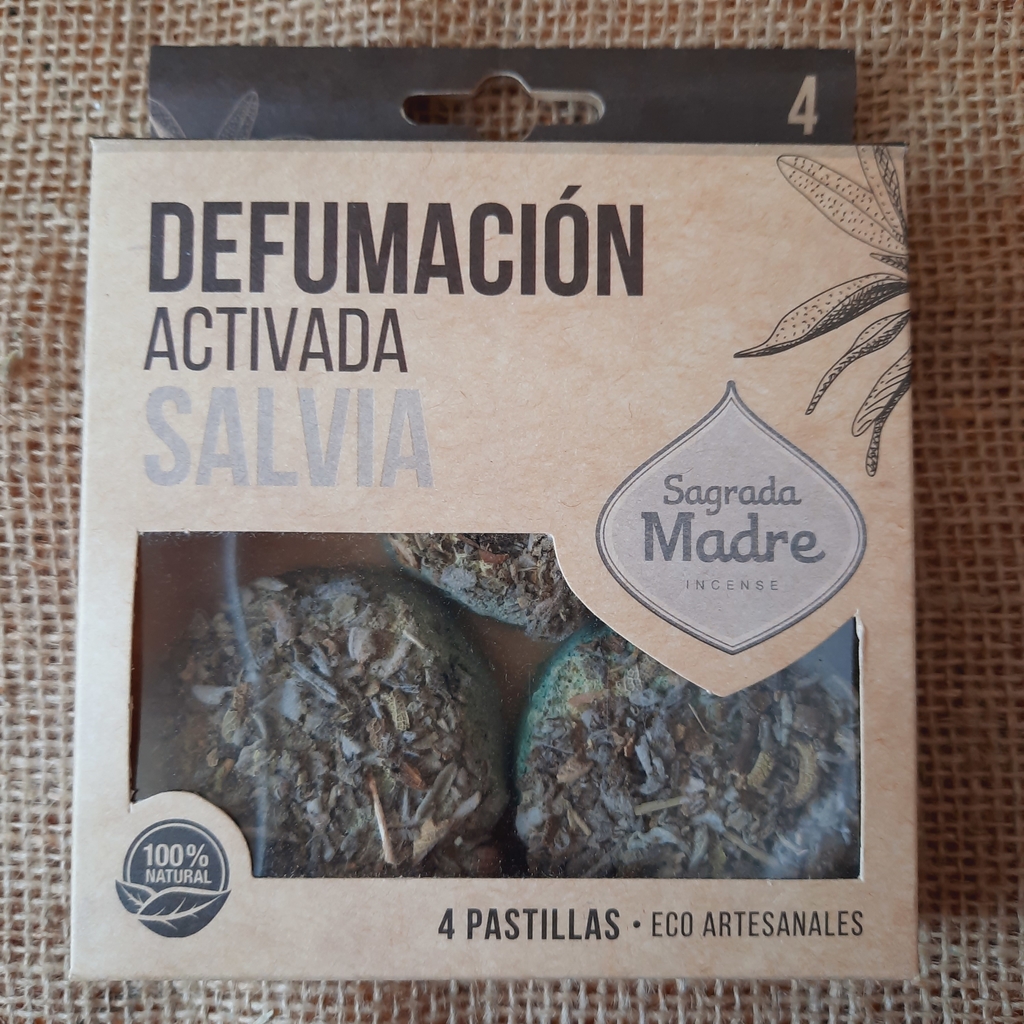 4
DEFUMACIÓN
ACTIVADA
SALVIA
Sagrada
Madre
INCENSE
100%
NATURAL
4 PASTILLAS • ECO ARTESANALES